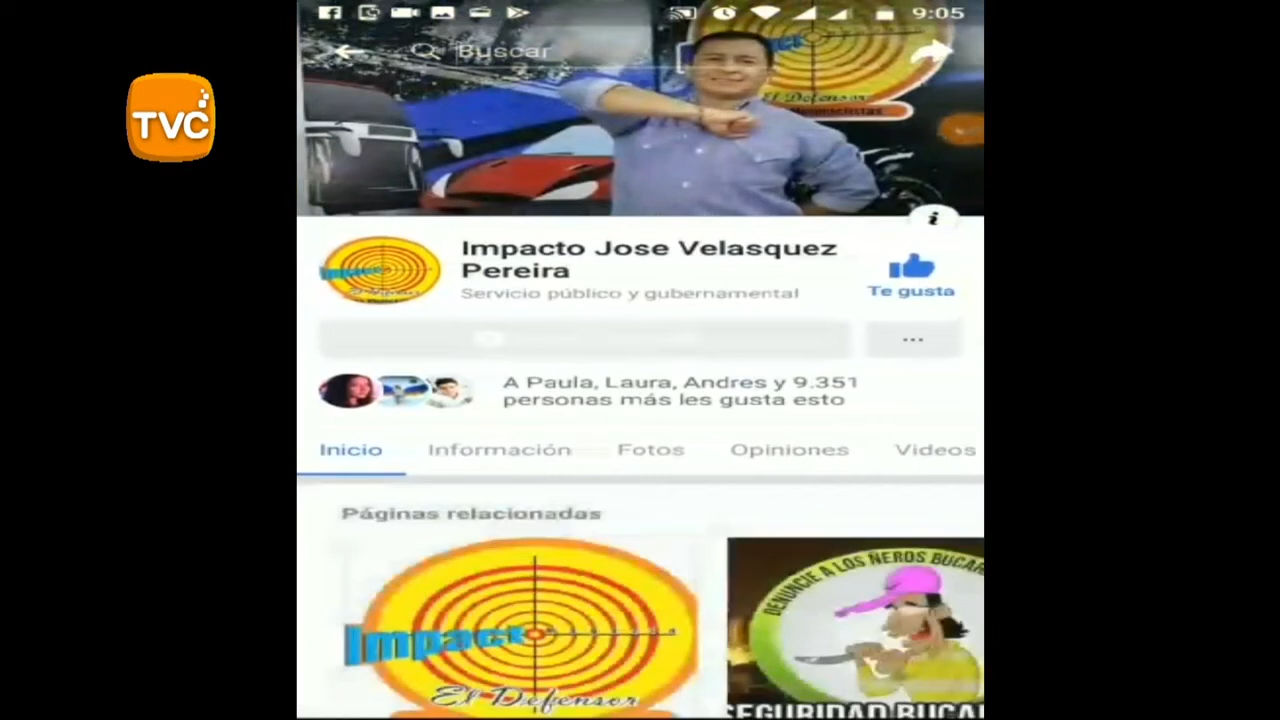 9:05
Buscar
TVC
El Defensor
Impacto Jose Velasquez
Pereira
Servicio público y gubernamental
Te gusta
A Paula, Laura, Andres y 9.351
personas más les gusta esto
Inicio Información Fotos Opiniones Videos
Páginas relacionadas
Impact
El Defensor
DENUNCIE A LOS ÑEROS BUCAR
SEGURIDAD BUCA